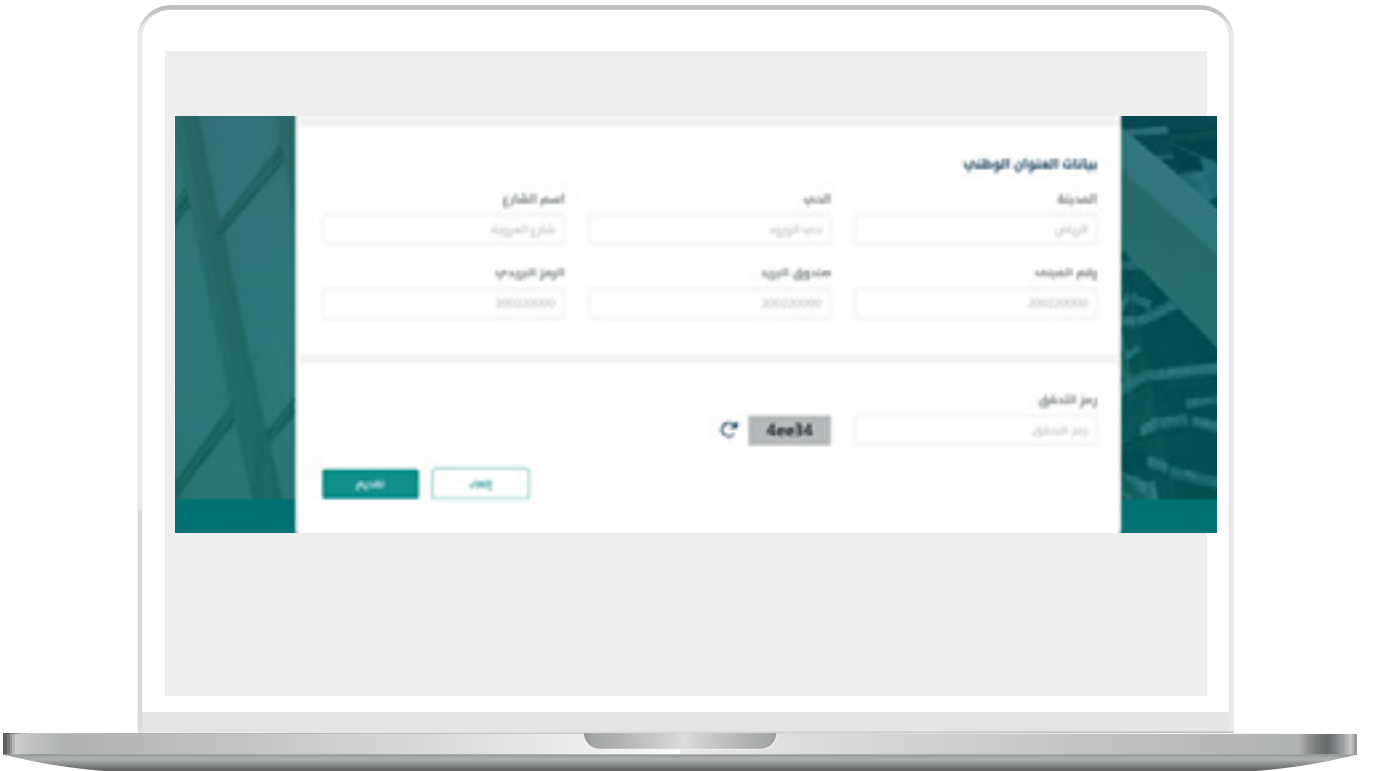 بيانات العنوان الوطني
المدينة الحي اسم الشارع
الرياض حي الورود شارع العروبة
رقم المبنى صندوق البريد الرمز البريدي
200220000 200220000 200220000
رمز التحقق
رمز التحقق 4ee34
إلغاء تقديم